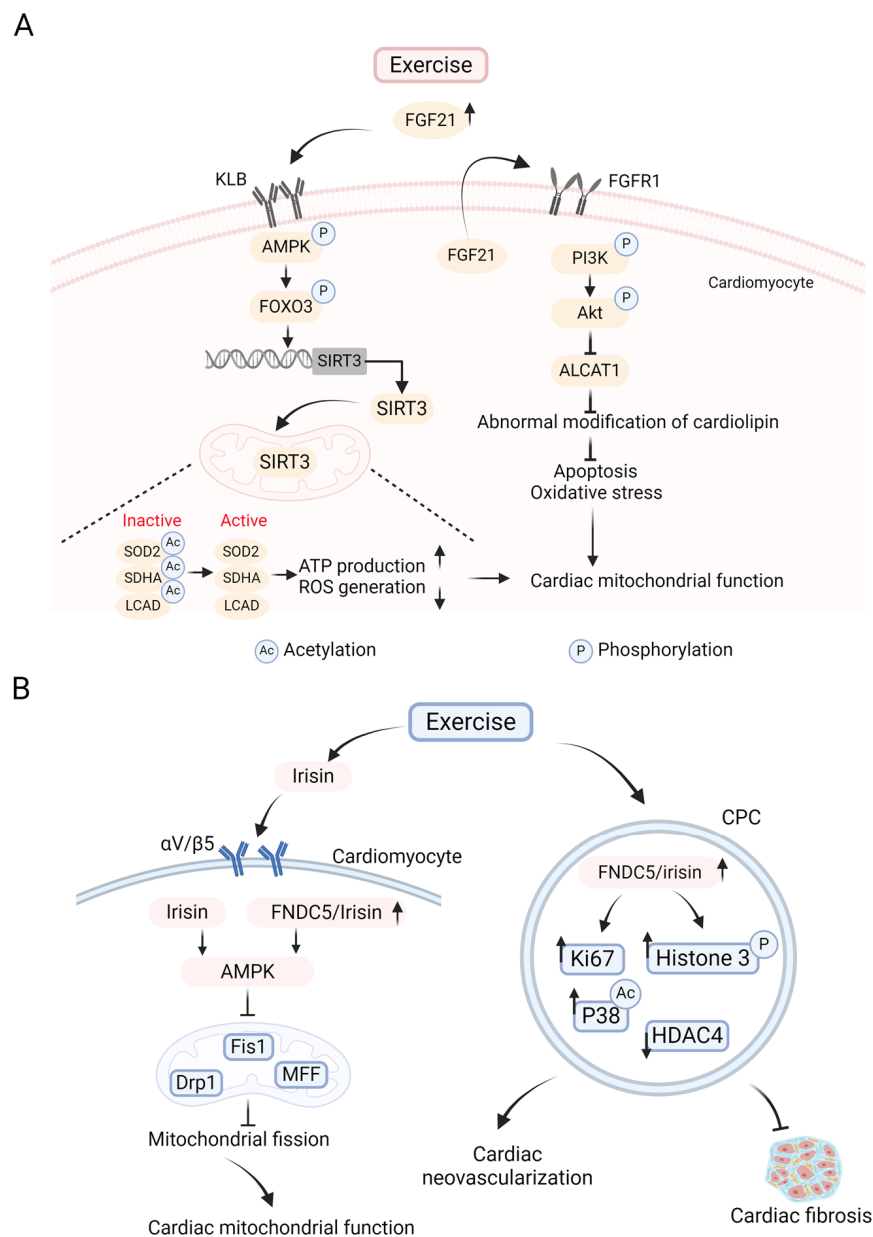 A
Exercise
FGF21
KLB
FGFR1
AMPK
P
FGF21
PI3K
P
Cardiomyocyte
FOXO3
P
Akt
P
SIRT3
ALCAT1
SIRT3
Abnormal modification of cardiolipin
SIRT3
Apoptosis
Oxidative stress
Inactive
Active
SOD2
Ac
SDHA
Ac
LCAD
Ac
SOD2
SDHA
LCAD
ATP production
ROS generation
Cardiac mitochondrial function
Ac Acetylation
P Phosphorylation
B
Exercise
Irisin
CPC
αV/β5
Cardiomyocyte
FNDC5/irisin
Irisin
FNDC5/Irisin
Ki67
Histone 3
P
AMPK
P38
Ac
HDAC4
Fis1
Drp1
MFF
Mitochondrial fission
Cardiac
neovascularization
Cardiac fibrosis
Cardiac mitochondrial function